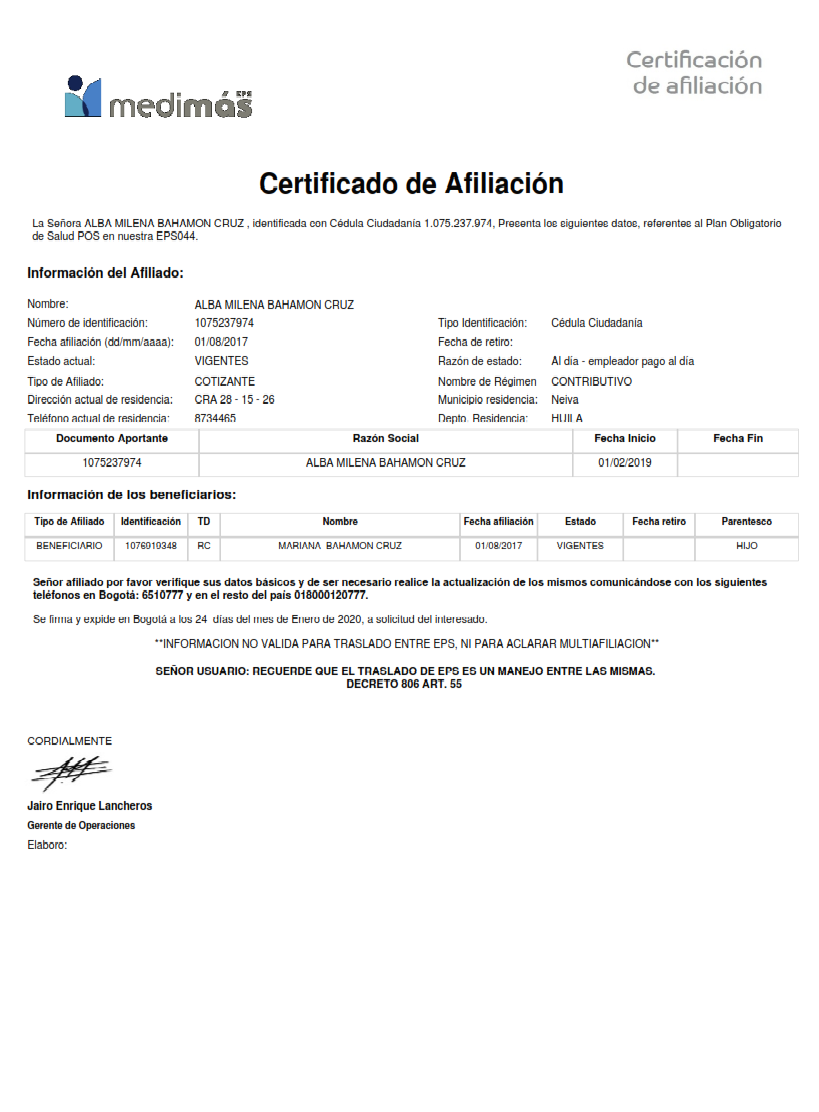 Certificación
de afiliación
medimás EPS
Certificado de Afiliación
La Señora ALBA MILENA BAHAMON CRUZ , identificada con Cédula Ciudadanía 1.075.237.974, Presenta los siguientes datos, referentes al Plan Obligatorio
de Salud POS en nuestra EPS044.
Información del Afiliado:
Nombre: ALBA MILENA BAHAMON CRUZ
Número de identificación: 1075237974 Tipo Identificación: Cédula Ciudadanía
Fecha afiliación (dd/mm/aaaa): 01/08/2017 Fecha de retiro:
Estado actual: VIGENTES Razón de estado: Al dia - empleador pago al día
Tipo de Afiliado: COTIZANTE Nombre de Régimen CONTRIBUTIVO
Dirección actual de residencia: CRA 28 - 15 - 26 Municipio residencia: Neiva
Teléfono actual de residencia: 8734465 Depto. Residencia: HUILA
Documento Aportante Razón Social Fecha Inicio Fecha Fin
1075237974 ALBA MILENA BAHAMON CRUZ 01/02/2019
Información de los beneficiarios:
Tipo de Afiliado Identificación TD Nombre Fecha afiliación Estado Fecha retiro Parentesco
BENEFICIARIO 1076919348 RC MARIANA BAHAMON CRUZ 01/08/2017 VIGENTES HIJO
Señor afiliado por favor verifique sus datos básicos y de ser necesario realice la actualización de los mismos comunicándose con los siguientes
teléfonos en Bogotá: 6510777 y en el resto del país 018000120777.
Se firma y expide en Bogotá a los 24 días del mes de Enero de 2020, a solicitud del interesado.
**INFORMACION NO VALIDA PARA TRASLADO ENTRE EPS, NI PARA ACLARAR MULTIAFILIACION**
SEÑOR USUARIO: RECUERDE QUE EL TRASLADO DE EPS ES UN MANEJO ENTRE LAS MISMAS.
DECRETO 806 ART. 55
CORDIALMENTE
Jairo Enrique Lancheros
Gerente de Operaciones
Elaboro: